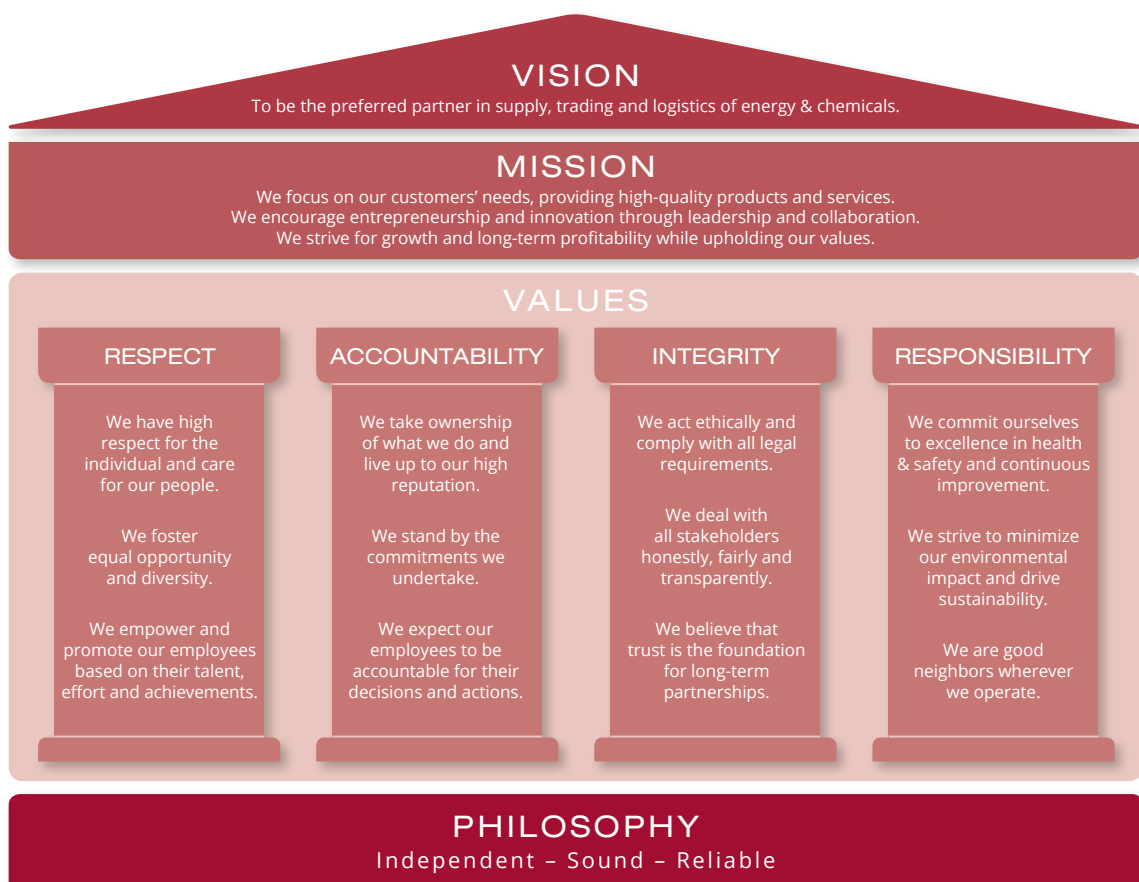 VISION
To be the preferred partner in supply, trading and logistics of energy & chemicals.
MISSION
We focus on our customers’ needs, providing high-quality products and services.
We encourage entrepreneurship and innovation through leadership and collaboration.
We strive for growth and long-term profitability while upholding our values.
VALUES
RESPECT
We have high
respect for the
individual and care
for our people.
We foster
equal opportunity
and diversity.
We empower and
promote our employees
based on their talent,
effort and achievements.
ACCOUNTABILITY
We take ownership
of what we do and
live up to our high
reputation.
We stand by the
commitments we
undertake.
We expect our
employees to be
accountable for their
decisions and actions.
INTEGRITY
We act ethically and
comply with all legal
requirements.
We deal with
all stakeholders
honestly, fairly and
transparently.
We believe that
trust is the foundation
for long-term
partnerships.
RESPONSIBILITY
We commit ourselves
to excellence in health
& safety and continuous
improvement.
We strive to minimize
our environmental
impact and drive
sustainability.
We are good
neighbors wherever
we operate.
PHILOSOPHY
Independent – Sound – Reliable